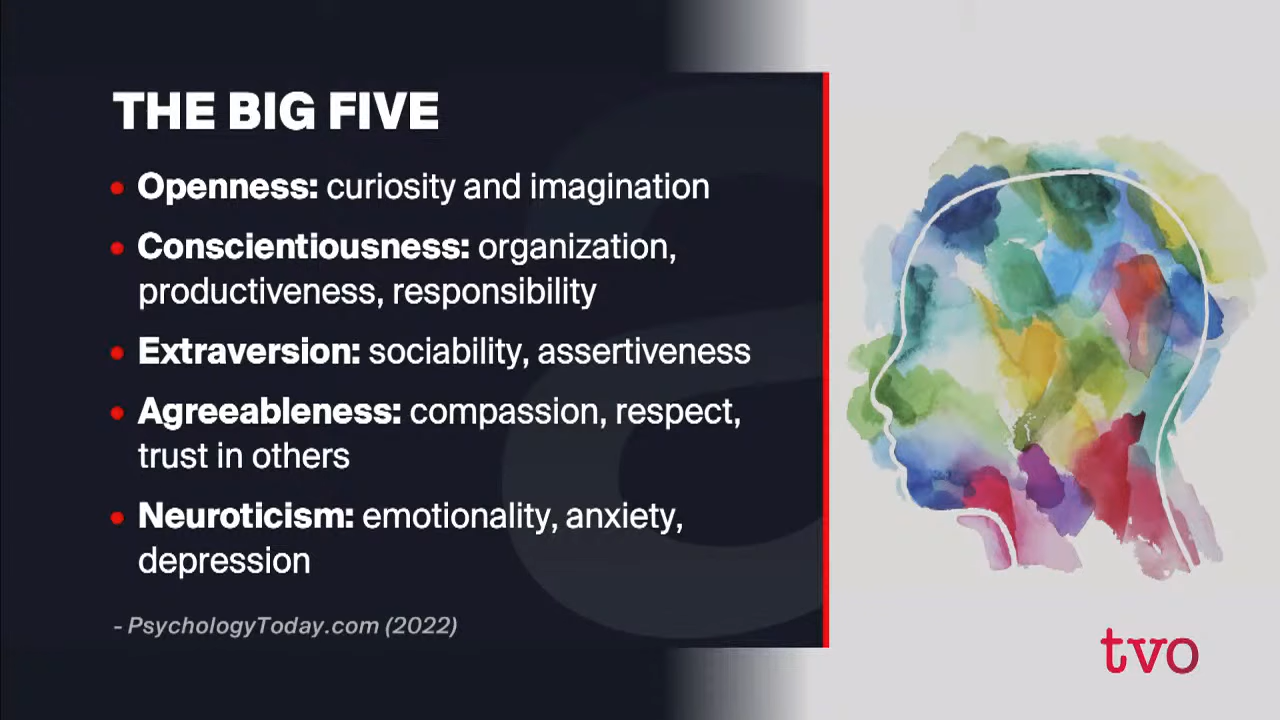 THE BIG FIVE
• Openness: curiosity and imagination
• Conscientiousness: organization,
productiveness, responsibility
• Extraversion: sociability, assertiveness
• Agreeableness: compassion, respect,
trust in others
• Neuroticism: emotionality, anxiety,
depression
- PsychologyToday.com (2022)
tvo